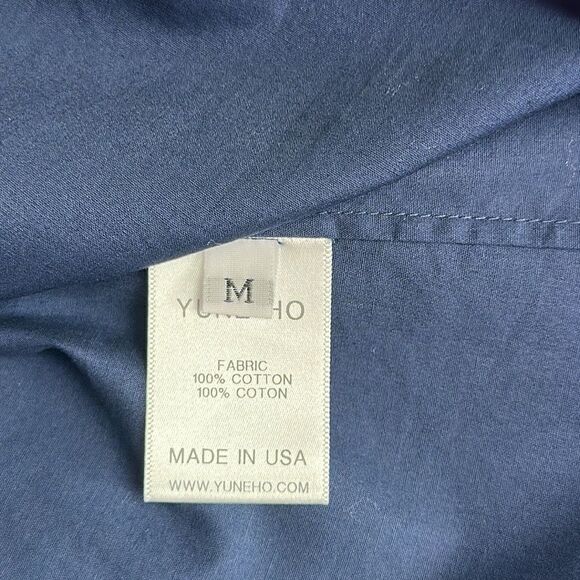 M
YUNEHO
FABRIC
100% COTTON
100% COTON
MADE IN USA
WWW.YUNEHO.COM